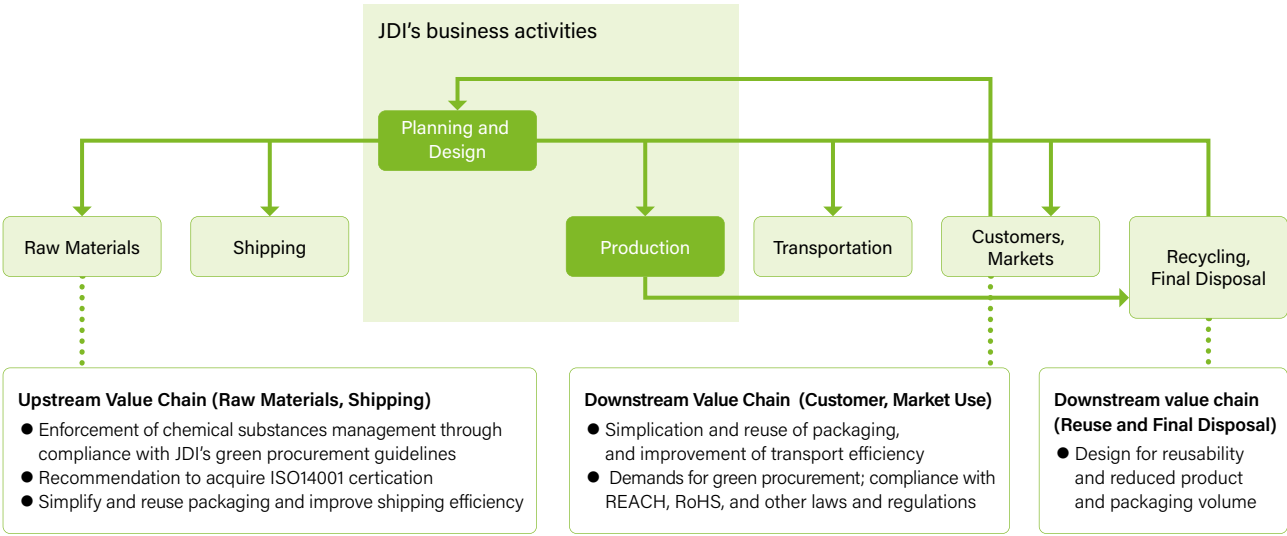 JDI's business activities
Planning and
Design
Raw Materials
Shipping
Production
Transportation
Customers,
Markets
Recycling,
Final Disposal
Upstream Value Chain (Raw Materials, Shipping)
● Enforcement of chemical substances management through
compliance with JDI's green procurement guidelines
● Recommendation to acquire ISO14001 certication
● Simplify and reuse packaging and improve shipping efficiency
Downstream Value Chain (Customer, Market Use)
● Simplication and reuse of packaging,
and improvement of transport efficiency
● Demands for green procurement; compliance with
REACH, RoHS, and other laws and regulations
Downstream value chain
(Reuse and Final Disposal)
● Design for reusability
and reduced product
and packaging volume